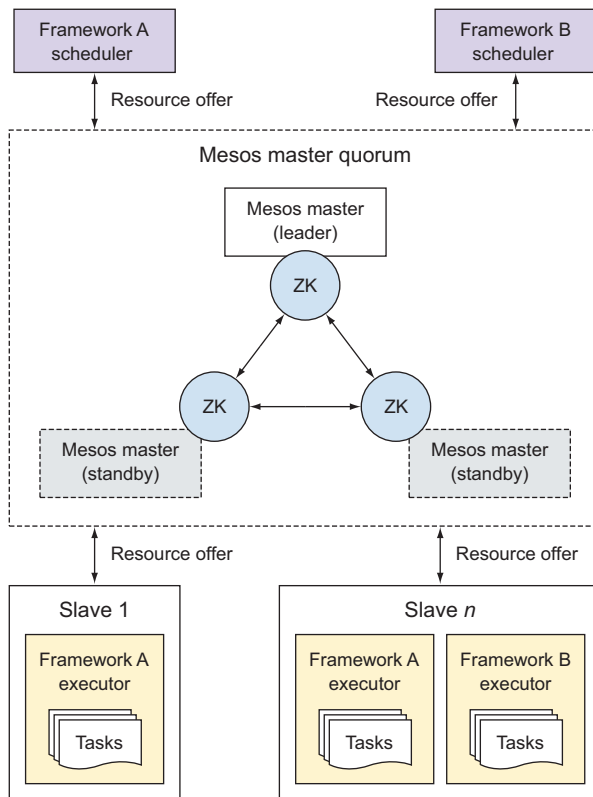 Framework A
scheduler
Framework B
scheduler
Resource offer
Resource offer
Mesos master quorum
Mesos master
(leader)
ZK
ZK
ZK
Mesos master
(standby)
Mesos master
(standby)
Resource offer
Resource offer
Slave 1
Slave n
Framework A
executor
Tasks
Framework A
executor
Tasks
Framework B
executor
Tasks